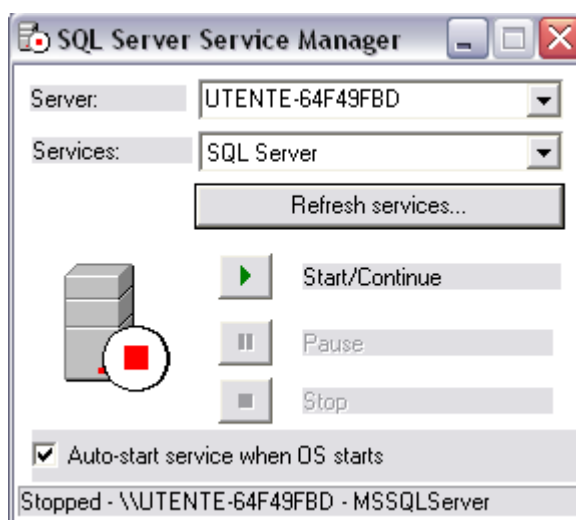 SQL Server Service Manager
Server: UTENTE-64F49FBD
Services: SQL Server
Refresh services...
Start/Continue
Pause
Stop
Auto-start service when OS starts
Stopped - \\UTENTE-64F49FBD - MSSQLServer